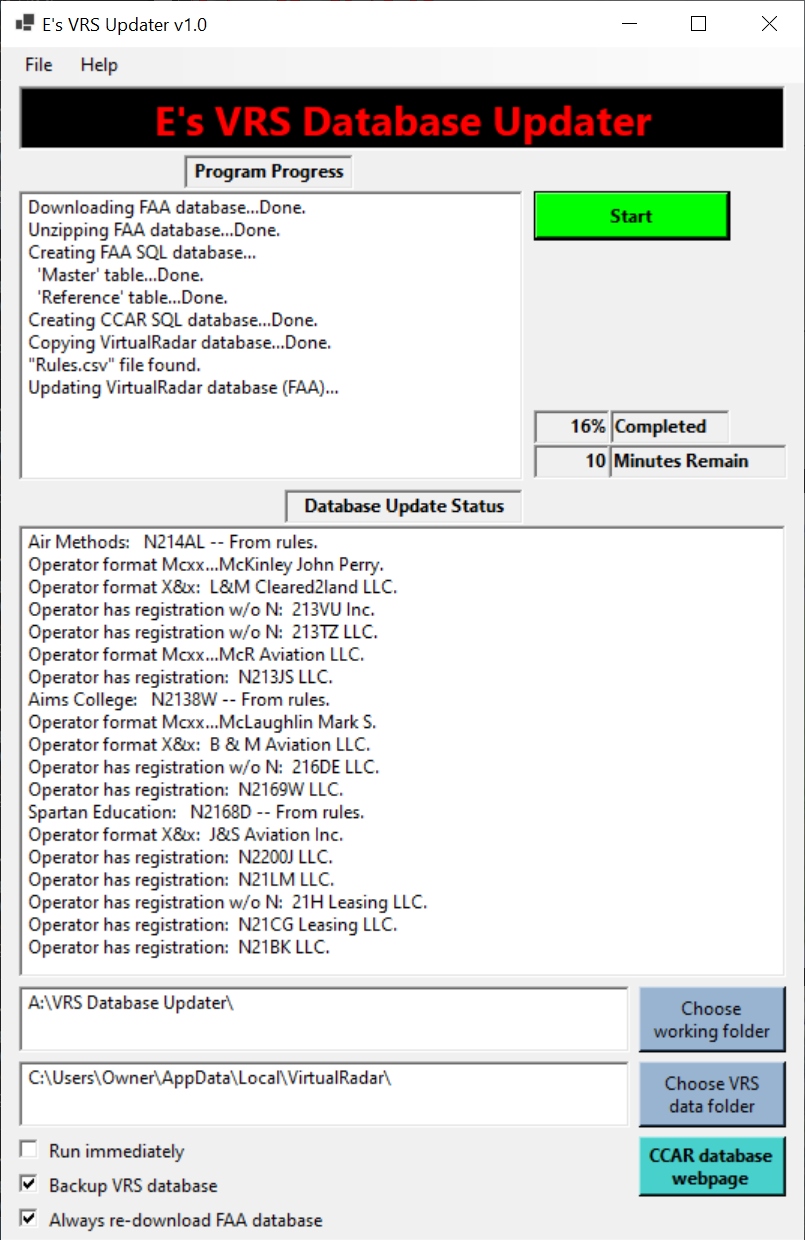 E's VRS Updater v1.0
File Help
E's VRS Database Updater
Program Progress
Downloading FAA database...Done.
Unzipping FAA database...Done.
Creating FAA SQL database...
'Master' table...Done.
'Reference' table...Done.
Creating CCAR SQL database...Done.
Copying VirtualRadar database...Done.
"Rules.csv" file found.
Updating VirtualRadar database (FAA)...
Start
16% Completed
10 Minutes Remain
Database Update Status
Air Methods:   N214AL -- From rules.
Operator format Mcxx...McKinley John Perry.
Operator format X&x:  L&M Cleared2land LLC.
Operator has registration w/o N:  213VU Inc.
Operator has registration w/o N:  213TZ LLC.
Operator format Mcxx...McR Aviation LLC.
Operator has registration:  N213JS LLC.
Aims College:   N2138W -- From rules.
Operator format Mcxx...McLaughlin Mark S.
Operator format X&x:  B & M Aviation LLC.
Operator has registration w/o N:  216DE LLC.
Operator has registration:  N2169W LLC.
Spartan Education:   N2168D -- From rules.
Operator format X&x:  J&S Aviation Inc.
Operator has registration:  N2200J LLC.
Operator has registration:  N21LM LLC.
Operator has registration w/o N:  21H Leasing LLC.
Operator has registration:  N21CG Leasing LLC.
Operator has registration:  N21BK LLC.
A:\VRS Database Updater\
Choose
working folder
C:\Users\Owner\AppData\Local\VirtualRadar\
Choose VRS
data folder
Run immediately
Backup VRS database
Always re-download FAA database
CCAR database
webpage